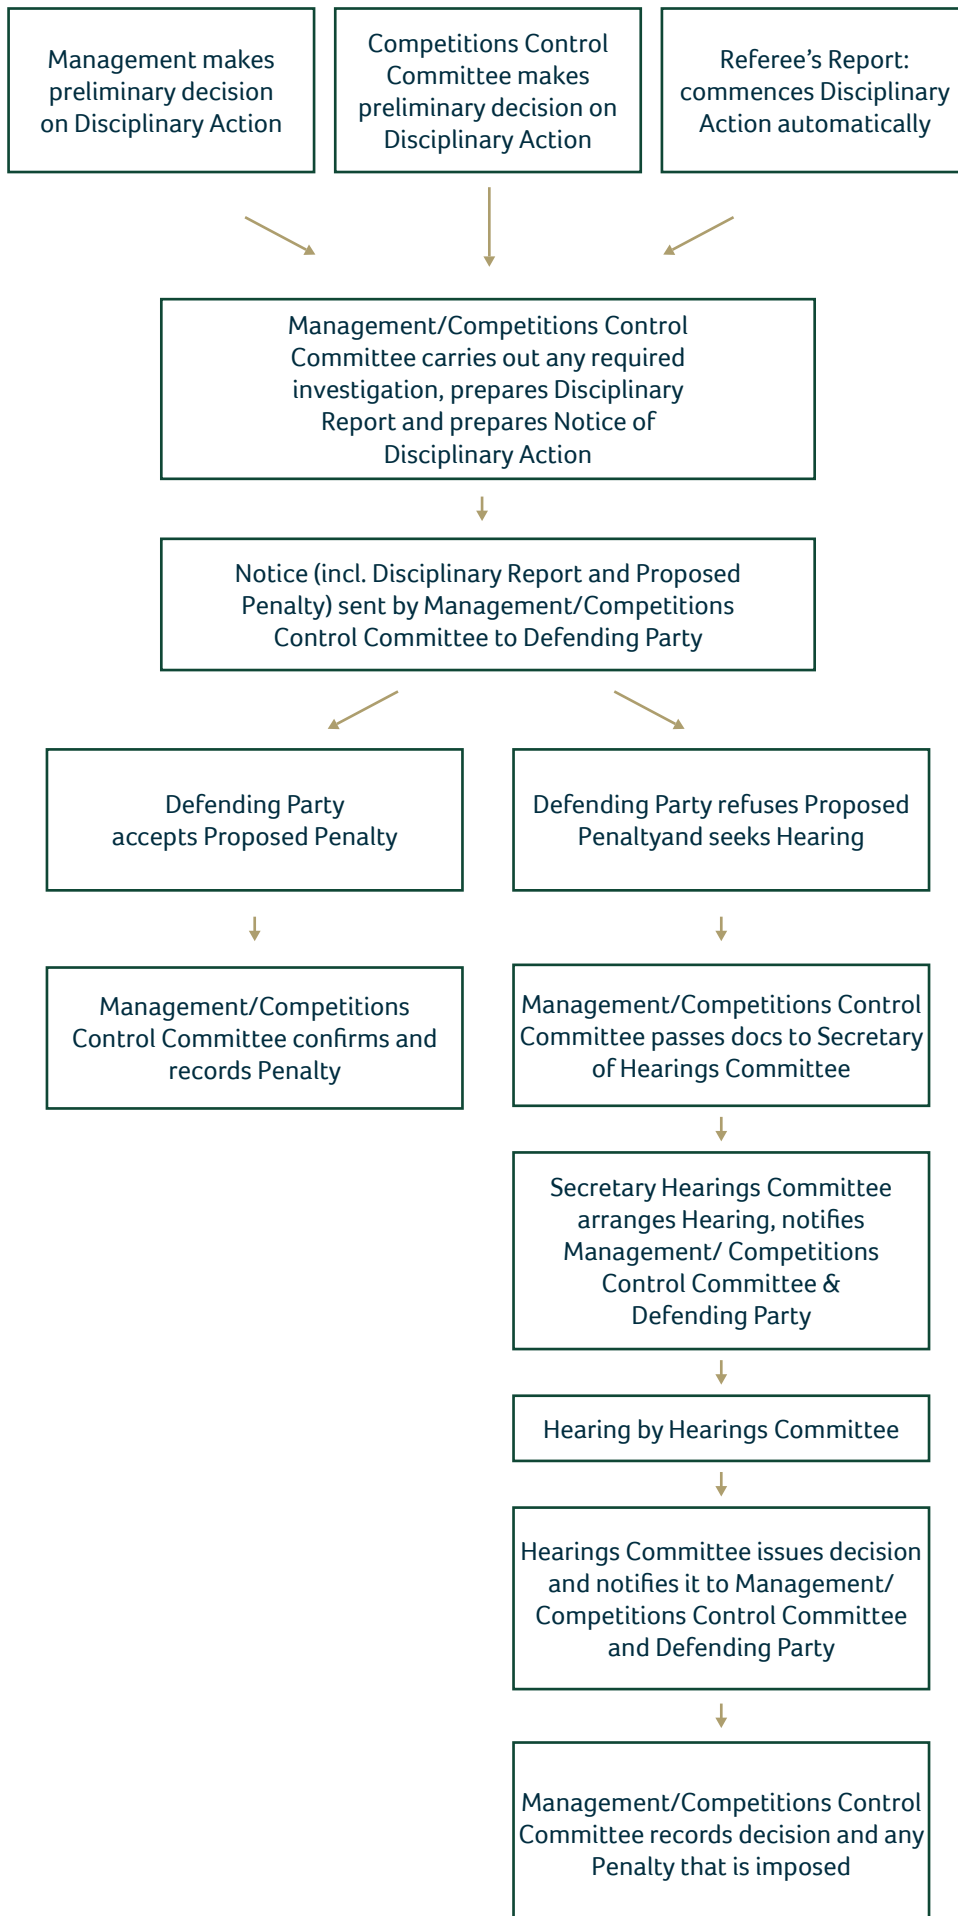 Management makes
preliminary decision
on Disciplinary Action
Competitions Control
Committee makes
preliminary decision on
Disciplinary Action
Referee’s Report:
commences Disciplinary
Action automatically
Management/Competitions Control
Committee carries out any required
investigation, prepares Disciplinary
Report and prepares Notice of
Disciplinary Action
Notice (incl. Disciplinary Report and Proposed
Penalty) sent by Management/Competitions
Control Committee to Defending Party
Defending Party
accepts Proposed Penalty
Defending Party refuses Proposed
Penaltyand seeks Hearing
Management/Competitions
Control Committee confirms and
records Penalty
Management/Competitions Control
Committee passes docs to Secretary
of Hearings Committee
Secretary Hearings Committee
arranges Hearing, notifies
Management/ Competitions
Control Committee &
Defending Party
Hearing by Hearings Committee
Hearings Committee issues decision
and notifies it to Management/
Competitions Control Committee
and Defending Party
Management/Competitions Control
Committee records decision and any
Penalty that is imposed